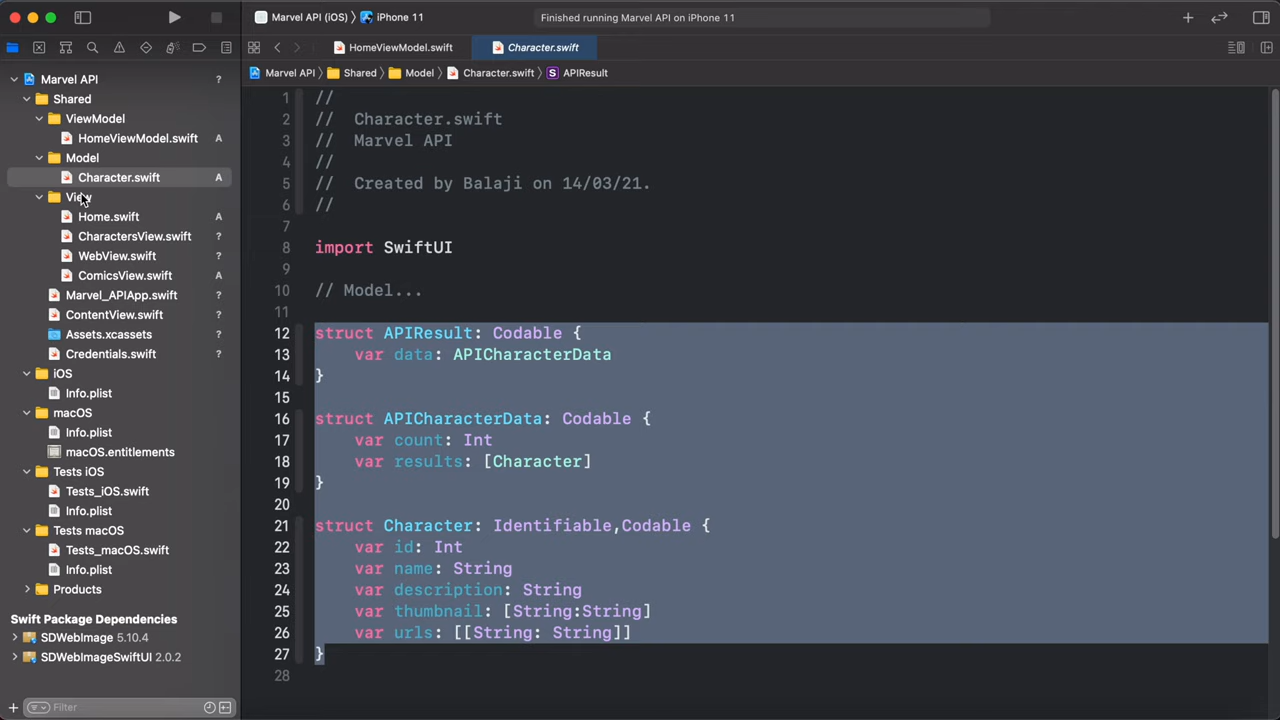 Marvel API (iOS) 〉 iPhone 11
Finished running Marvel API on iPhone 11
HomeViewModel.swift
Character.swift
Marvel API 〉 Shared 〉 Model 〉 Character.swift 〉 S APIResult
Marvel API ?
Shared
ViewModel
HomeViewModel.swift A
Model
Character.swift A
View
Home.swift A
CharactersView.swift ?
WebView.swift ?
ComicsView.swift A
Marvel_APIApp.swift ?
ContentView.swift ?
Assets.xcassets ?
Credentials.swift ?
iOS
Info.plist
macOS
Info.plist
macOS.entitlements
Tests iOS
Tests_iOS.swift
Info.plist
Tests macOS
Tests_macOS.swift
Info.plist
Products
Swift Package Dependencies
SDWebImage 5.10.4
SDWebImageSwiftUI 2.0.2
Filter
1 //
2 //  Character.swift
3 //  Marvel API
4 //
5 //  Created by Balaji on 14/03/21.
6 //
7
8 import SwiftUI
9
10 // Model...
11
12 struct APIResult: Codable {
13     var data: APICharacterData
14 }
15
16 struct APICharacterData: Codable {
17     var count: Int
18     var results: [Character]
19 }
20
21 struct Character: Identifiable,Codable {
22     var id: Int
23     var name: String
24     var description: String
25     var thumbnail: [String:String]
26     var urls: [[String: String]]
27 }
28